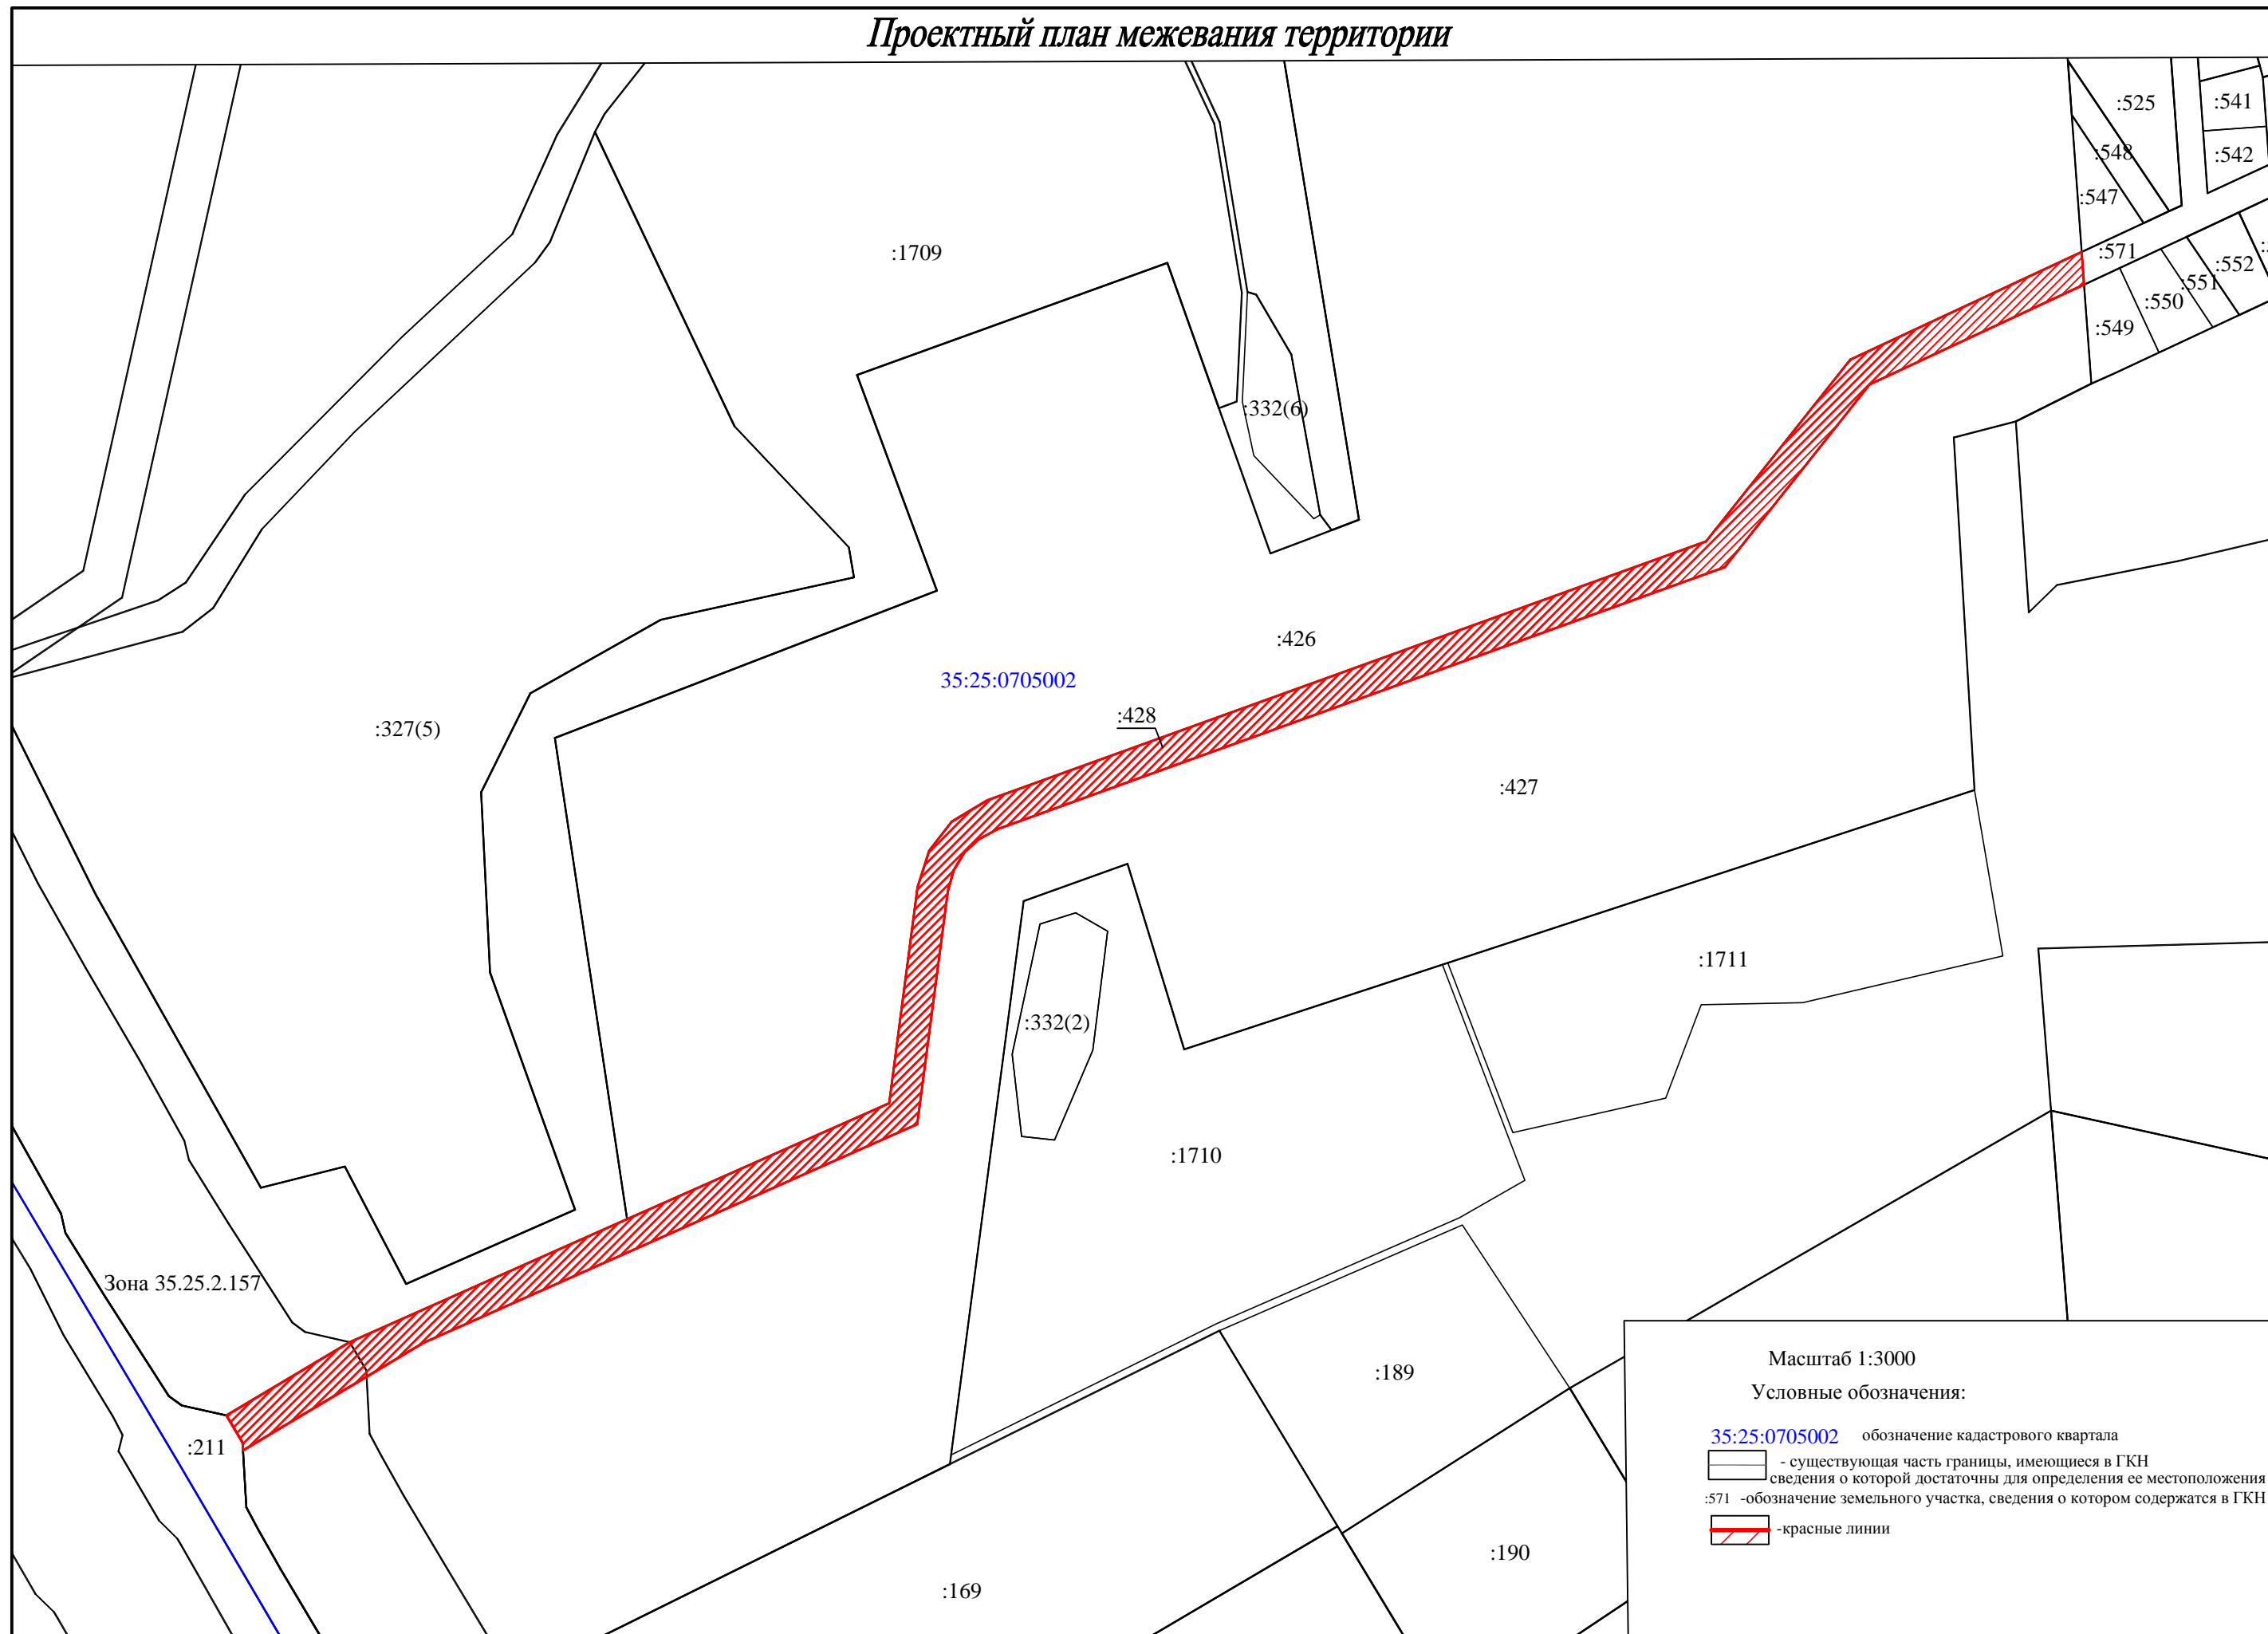 Проектный план межевания территории
:525
:541
:548
:542
:547
:1709
:571
:552
:551
:550
:549
:332(6)
:426
35:25:0705002
:428
:327(5)
:427
:1711
:332(2)
:1710
Зона 35.25.2.157
:189
:211
:190
:169
Масштаб 1:3000
Условные обозначения:
35:25:0705002 обозначение кадастрового квартала
- существующая часть границы, имеющиеся в ГКН
сведения о которой достаточны для определения ее местоположения
:571 -обозначение земельного участка, сведения о котором содержатся в ГКН
-красные линии